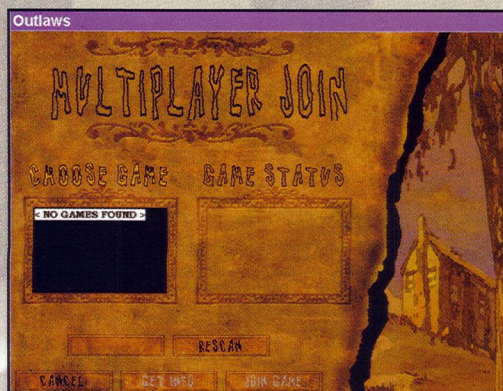 Outlaws
MULTIPLAYER JOIN
CHOOSE GAME
GAME STATUS
< NO GAMES FOUND >
RESCAN
CANCEL
GET INFO
JOIN GAME